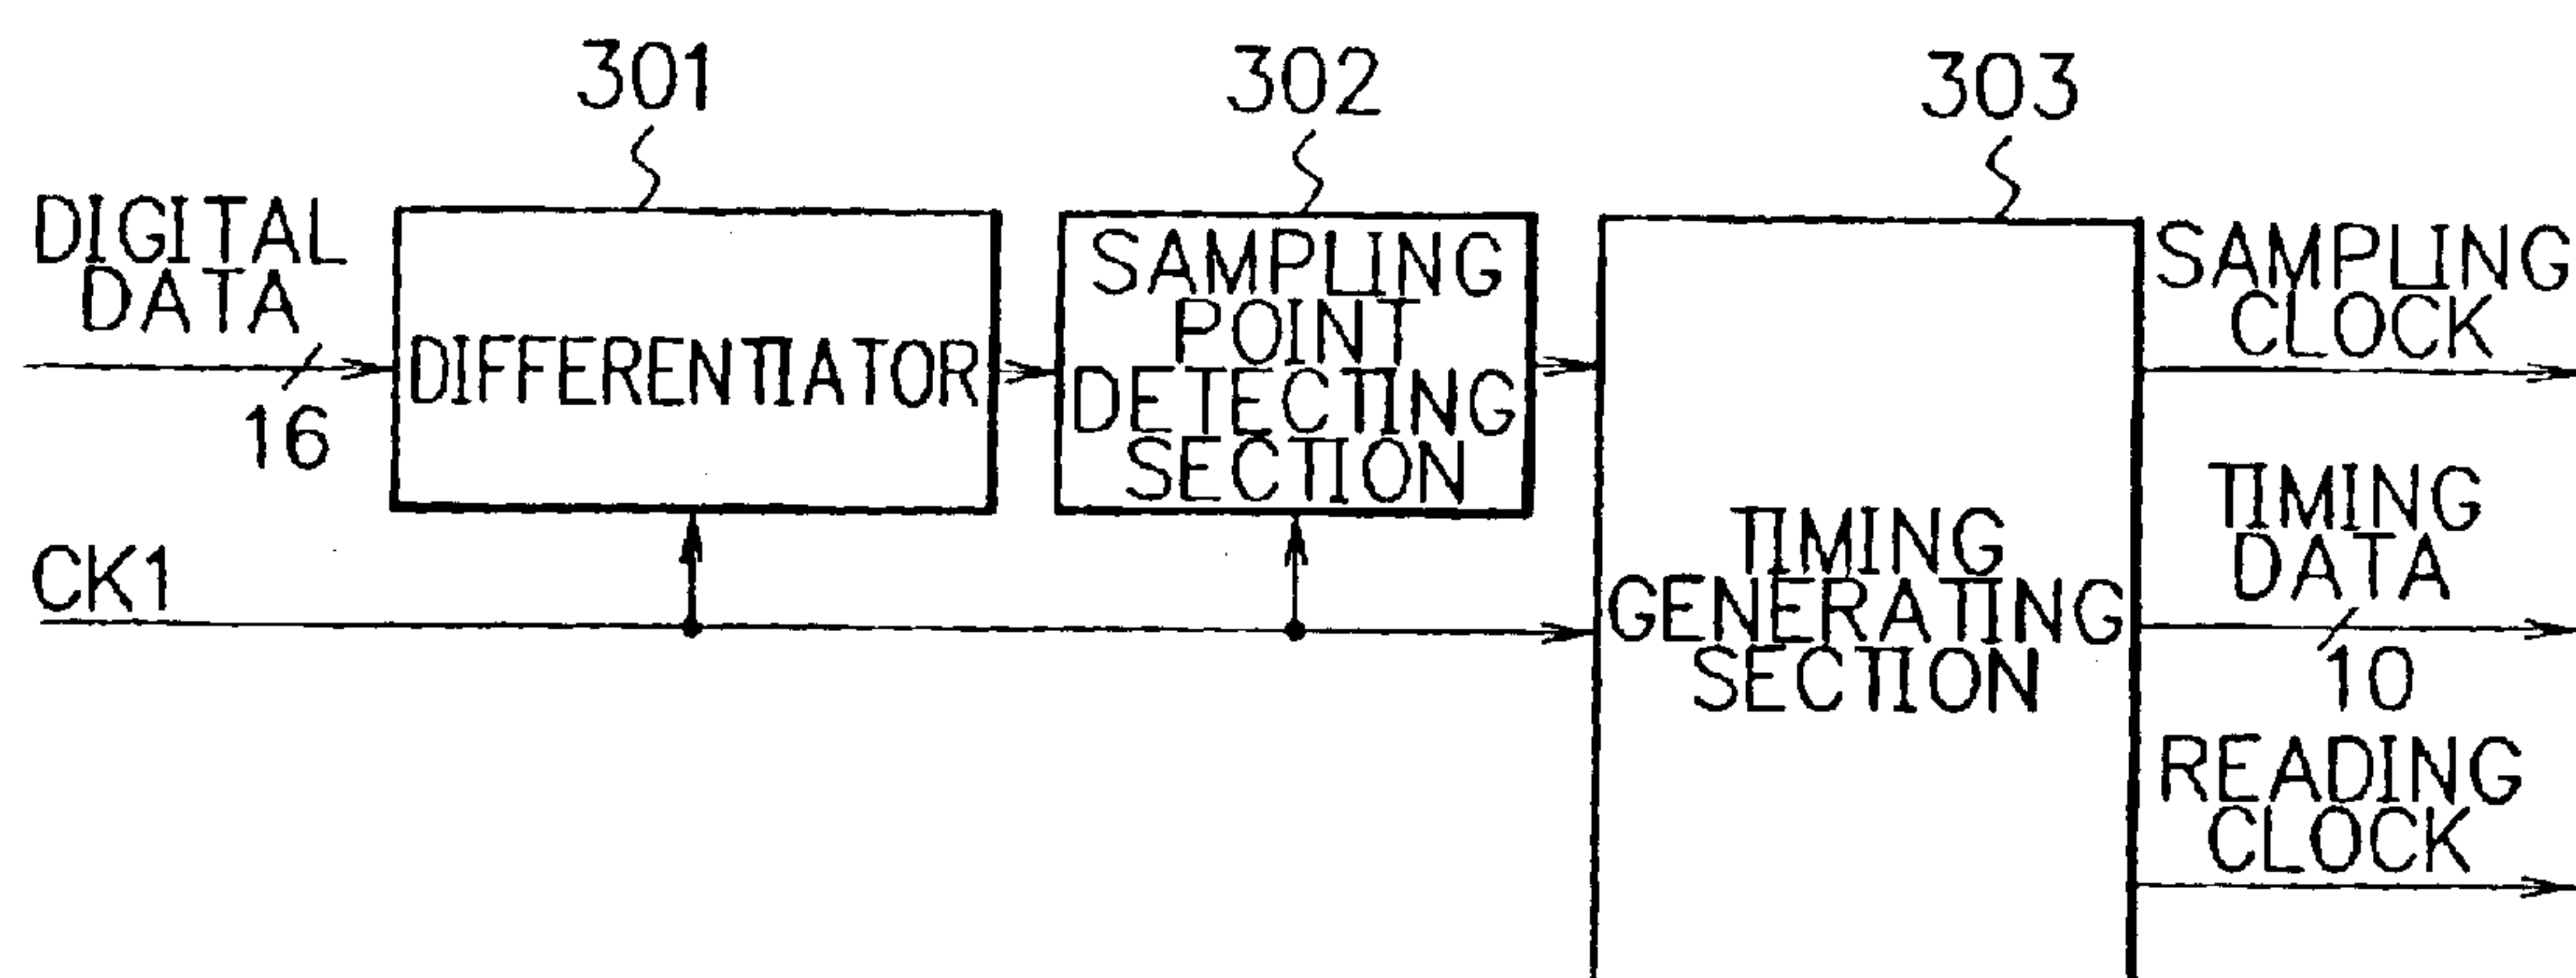 301
302
303
DIGITAL
DATA
16
CK1
DIFFERENTIATOR
SAMPLING
POINT
DETECTING
SECTION
TIMING
GENERATING
SECTION
SAMPLING
CLOCK
TIMING
DATA
10
READING
CLOCK